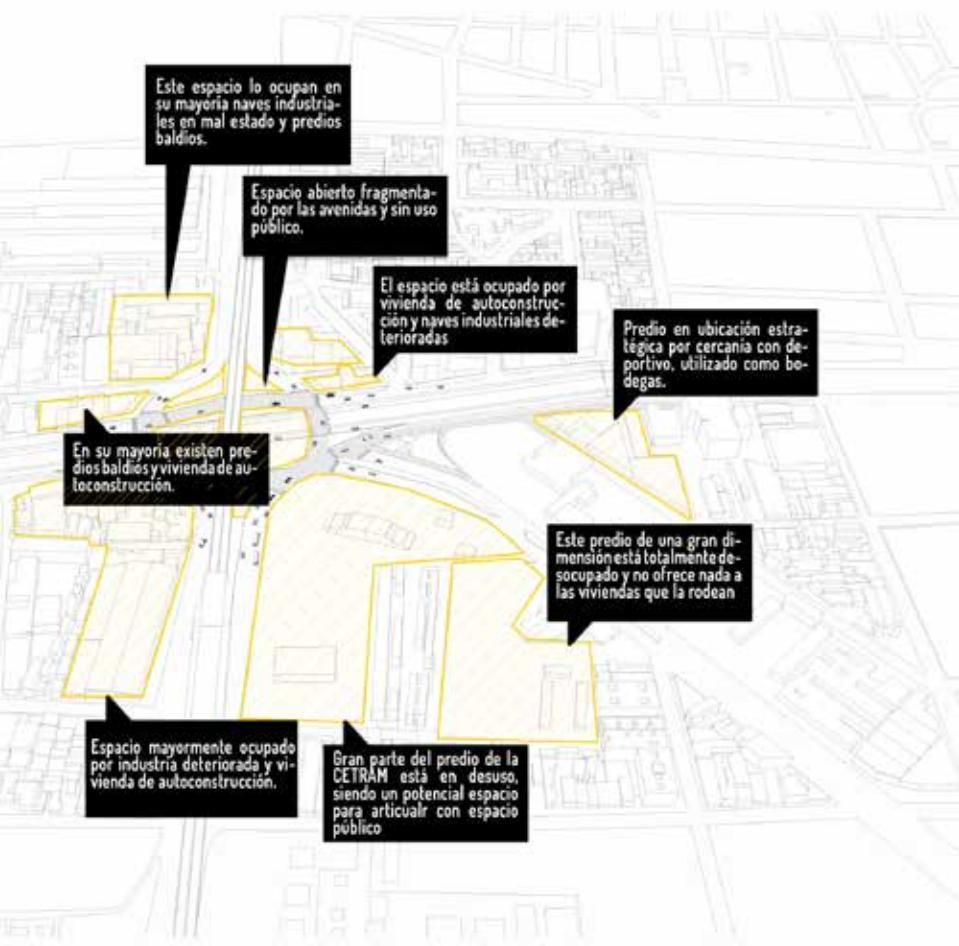 Este espacio lo ocupan en
su mayoría naves industria-
les en mal estado y predios
baldíos.
Espacio abierto fragmenta-
do por las avenidas y sin uso
público.
El espacio está ocupado por
vivienda de autoconstruc-
ción y naves industriales de-
terioradas
Predio en ubicación estra-
tégica por cercanía con de-
portivo, utilizado como bo-
degas.
En su mayoría existen pre-
dios baldíos y vivienda de au-
toconstrucción.
Este predio de una gran di-
mensión está totalmente de-
socupado y no ofrece nada a
las viviendas que la rodean
Espacio mayormente ocupado
por industria deteriorada y vi-
vienda de autoconstrucción.
Gran parte del predio de la
CETRAM está en desuso,
siendo un potencial espacio
para articualr con espacio
público